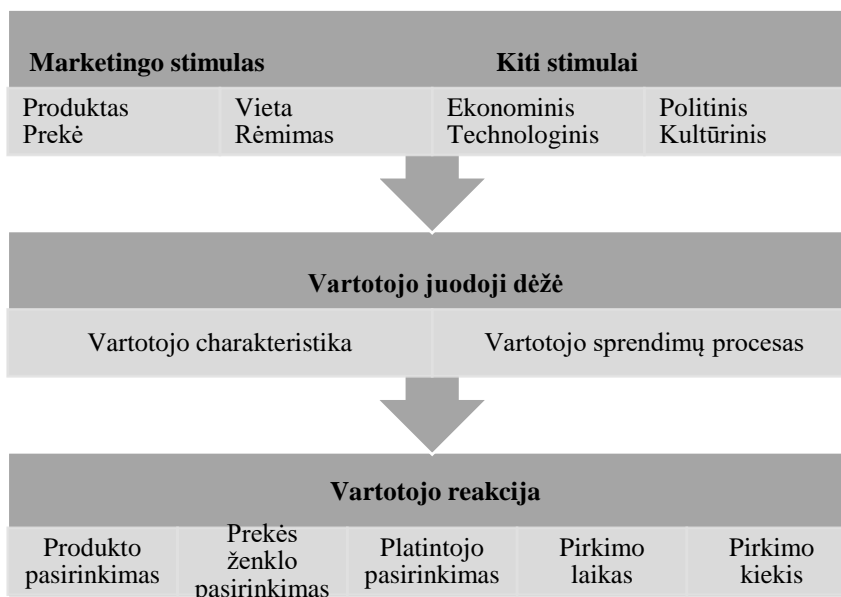 Marketingo stimulas Kiti stimulai
Produktas Vieta Ekonominis Politinis
Prekė Rėmimas Technologinis Kultūrinis
Vartotojo juodoji dėžė
Vartotojo charakteristika Vartotojo sprendimų procesas
Vartotojo reakcija
Produkto
pasirinkimas
Prekės
ženklo
pasirinkimas
Platintojo
pasirinkimas
Pirkimo
laikas
Pirkimo
kiekis